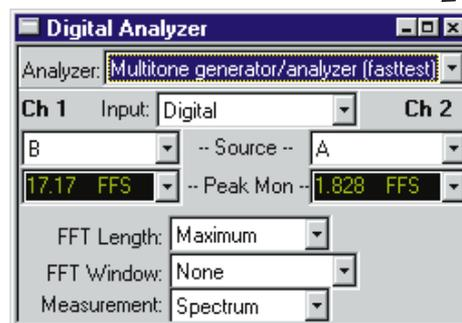 Digital Analyzer
Analyzer: Multitone generator/analyzer (fasttest)
Ch 1 Input: Digital Ch 2
B -- Source -- A
17.17 FFS -- Peak Mon -- 1.828 FFS
FFT Length: Maximum
FFT Window: None
Measurement: Spectrum